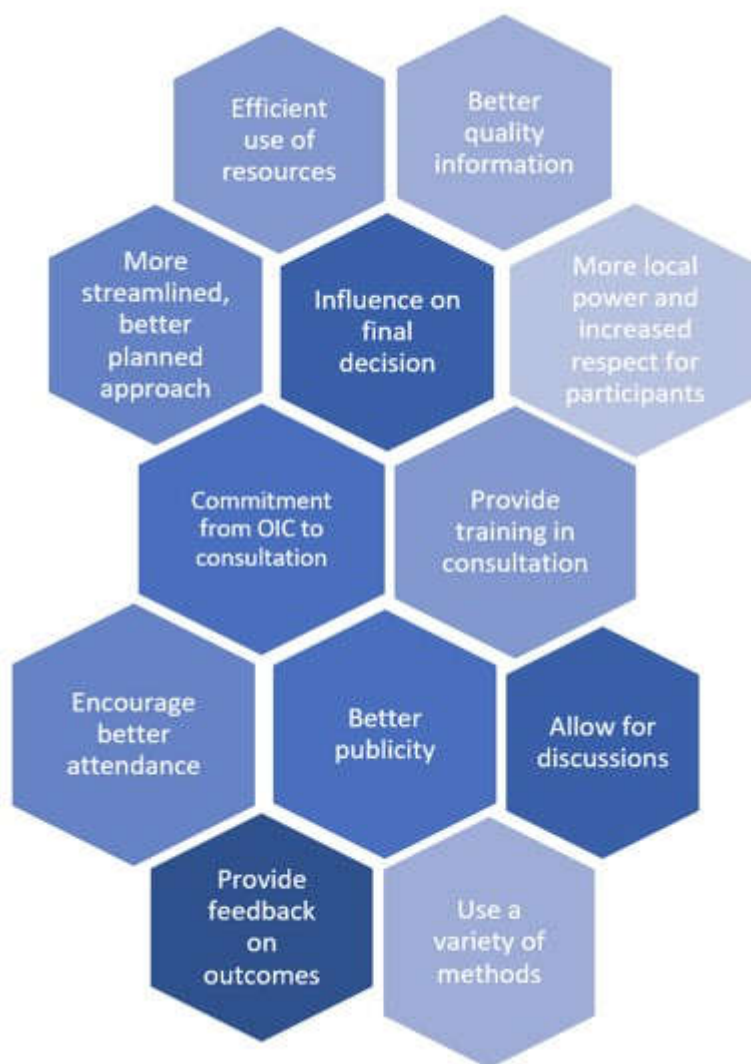 Efficient
use of
resources
Better
quality
information
More
streamlined,
better
planned
approach
Influence on
final
decision
More local
power and
increased
respect for
participants
Commitment
from OIC to
consultation
Provide
training in
consultation
Encourage
better
attendance
Better
publicity
Allow for
discussions
Provide
feedback
on
outcomes
Use a
variety of
methods